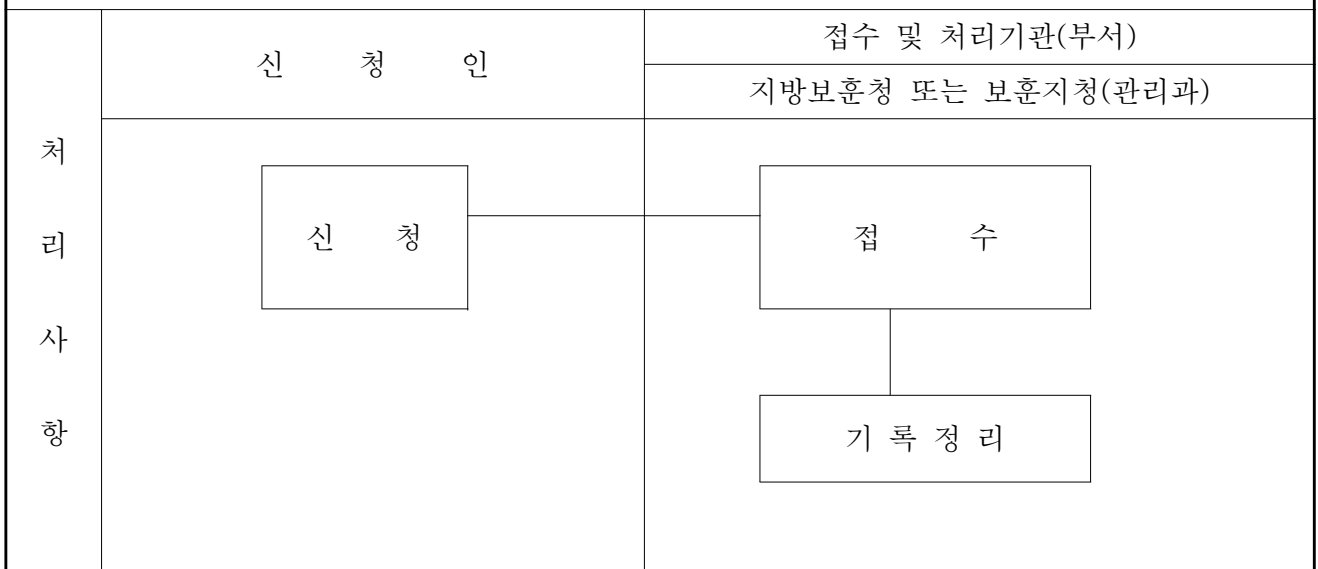 신 청 인
접수 및 처리기관(부서)
지방보훈청 또는 보훈지청(관리과)
처
리
사
항
신 청
접 수
기 록 정 리